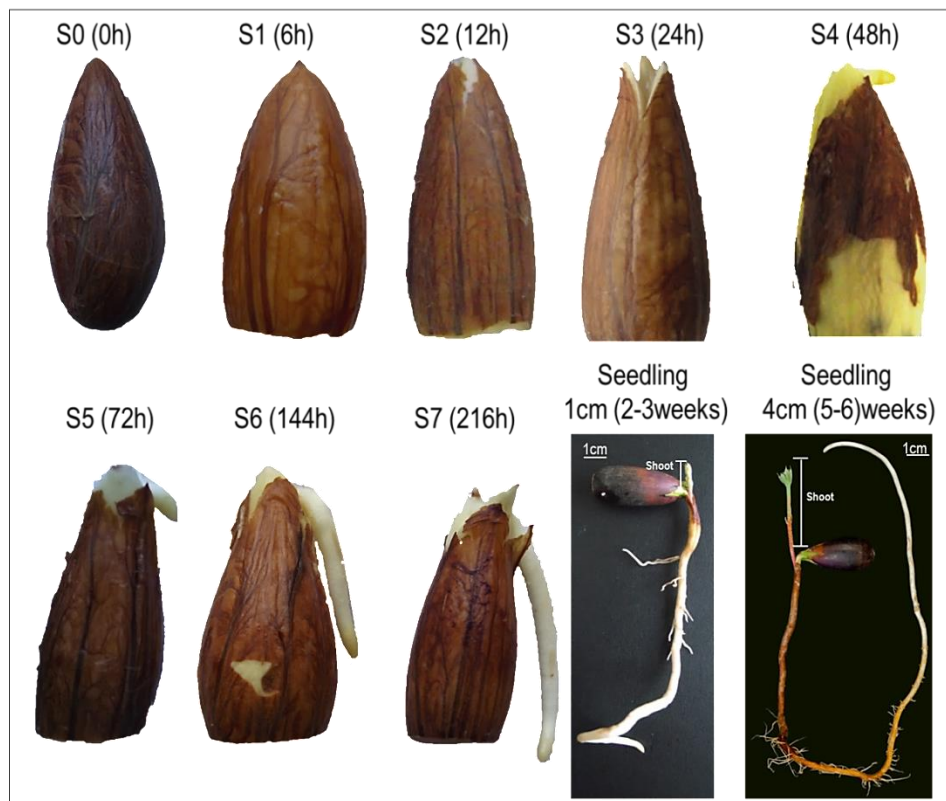 S0 (0h)
S1 (6h)
S2 (12h)
S3 (24h)
S4 (48h)
S5 (72h)
S6 (144h)
S7 (216h)
Seedling
1cm (2-3weeks)
1cm
Shoot
Seedling
4cm (5-6)weeks)
1cm
Shoot